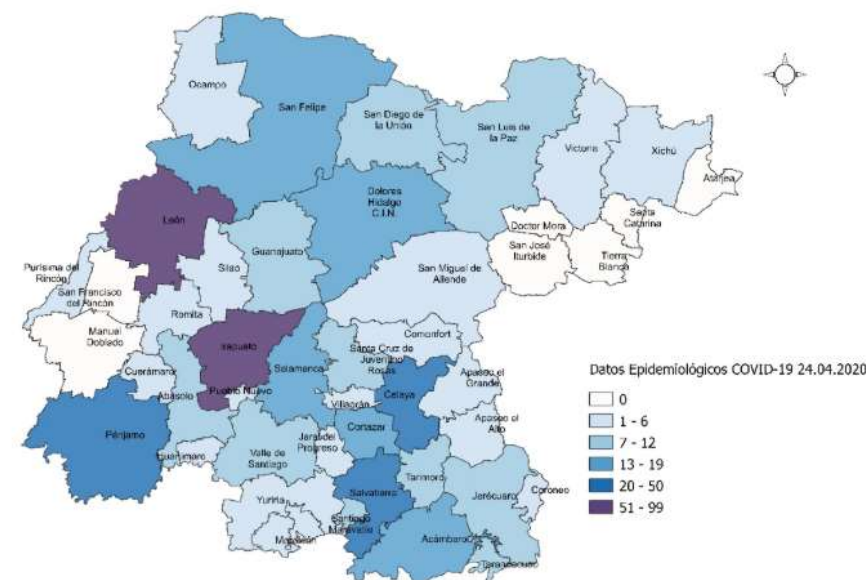 Ocampo
San Felipe
San Diego de
la Unión
San Luis de
la Paz
Victoria
Xichú
Atarjea
León
Dolores
Hidalgo
C.I.N.
Guanajuato
Doctor Mora
Santa
Catarina
San José
Iturbide
Tierra
Blanca
Purísima del
Rincón
Silao
San Miguel de
Allende
San Francisco
del Rincón
Romita
Manuel
Doblado
Irapuato
Comonfort
Cuerámaro
Salamanca
Santa Cruz de
Juventino
Rosas
Apaseo el
Grande
Pueblo Nuevo
Abasolo
Celaya
Villagrán
Apaseo el
Alto
Pénjamo
Cortazar
Jaral del
Progreso
Huanímaro
Valle de
Santiago
Tarimoro
Jerécuaro
Coroneo
Salvatierra
Yuriria
Santiago
Maravatío
Moroleón
Acámbaro
Tarandacuao
Datos Epidemiológicos COVID-19 24.04.2020
0
1 - 6
7 - 12
13 - 19
20 - 50
51 - 99